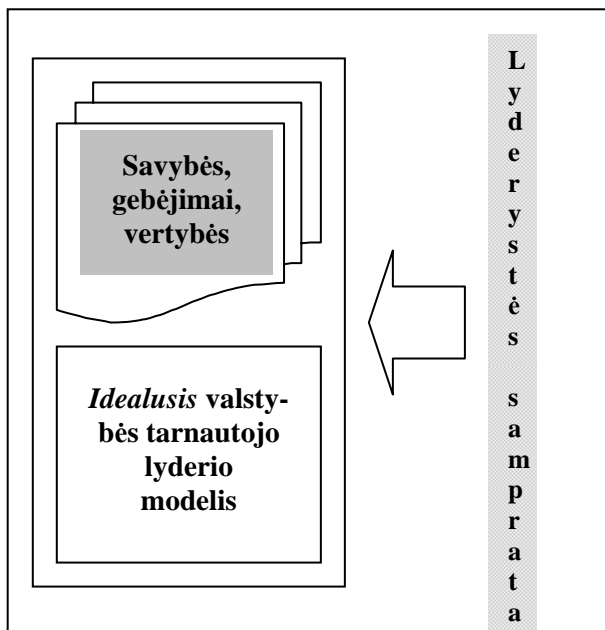 Savybės,
gebėjimai,
vertybės
Idealusis valsty-
bės tarnautojo
lyderio
modelis
Lyderystės samprata